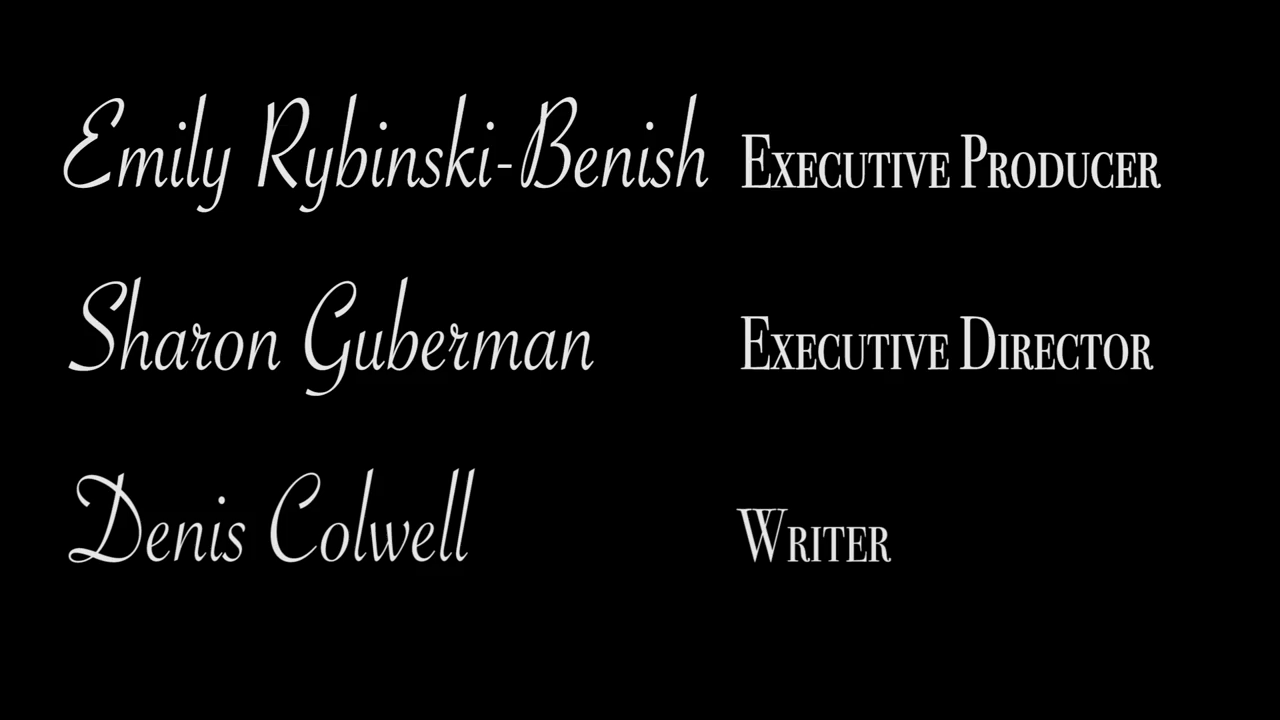 Emily Rybinski-Benish Executive Producer
Sharon Guberman Executive Director
Denis Colwell Writer